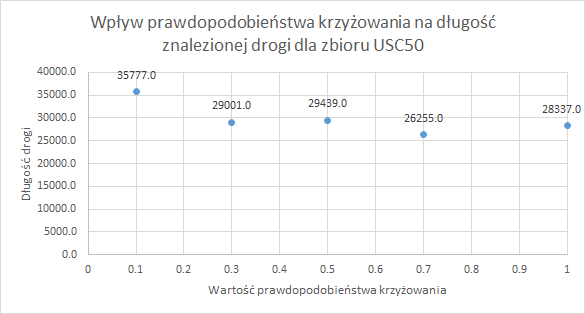 Wpływ prawdopodobieństwa krzyżowania na długość
znalezionej drogi dla zbioru USC50
40000.0
35000.0
30000.0
25000.0
20000.0
15000.0
10000.0
5000.0
0.0
Długość drogi
35777.0
29001.0
29439.0
26255.0
28337.0
0 0.1 0.2 0.3 0.4 0.5 0.6 0.7 0.8 0.9 1
Wartość prawdopodobieństwa krzyżowania